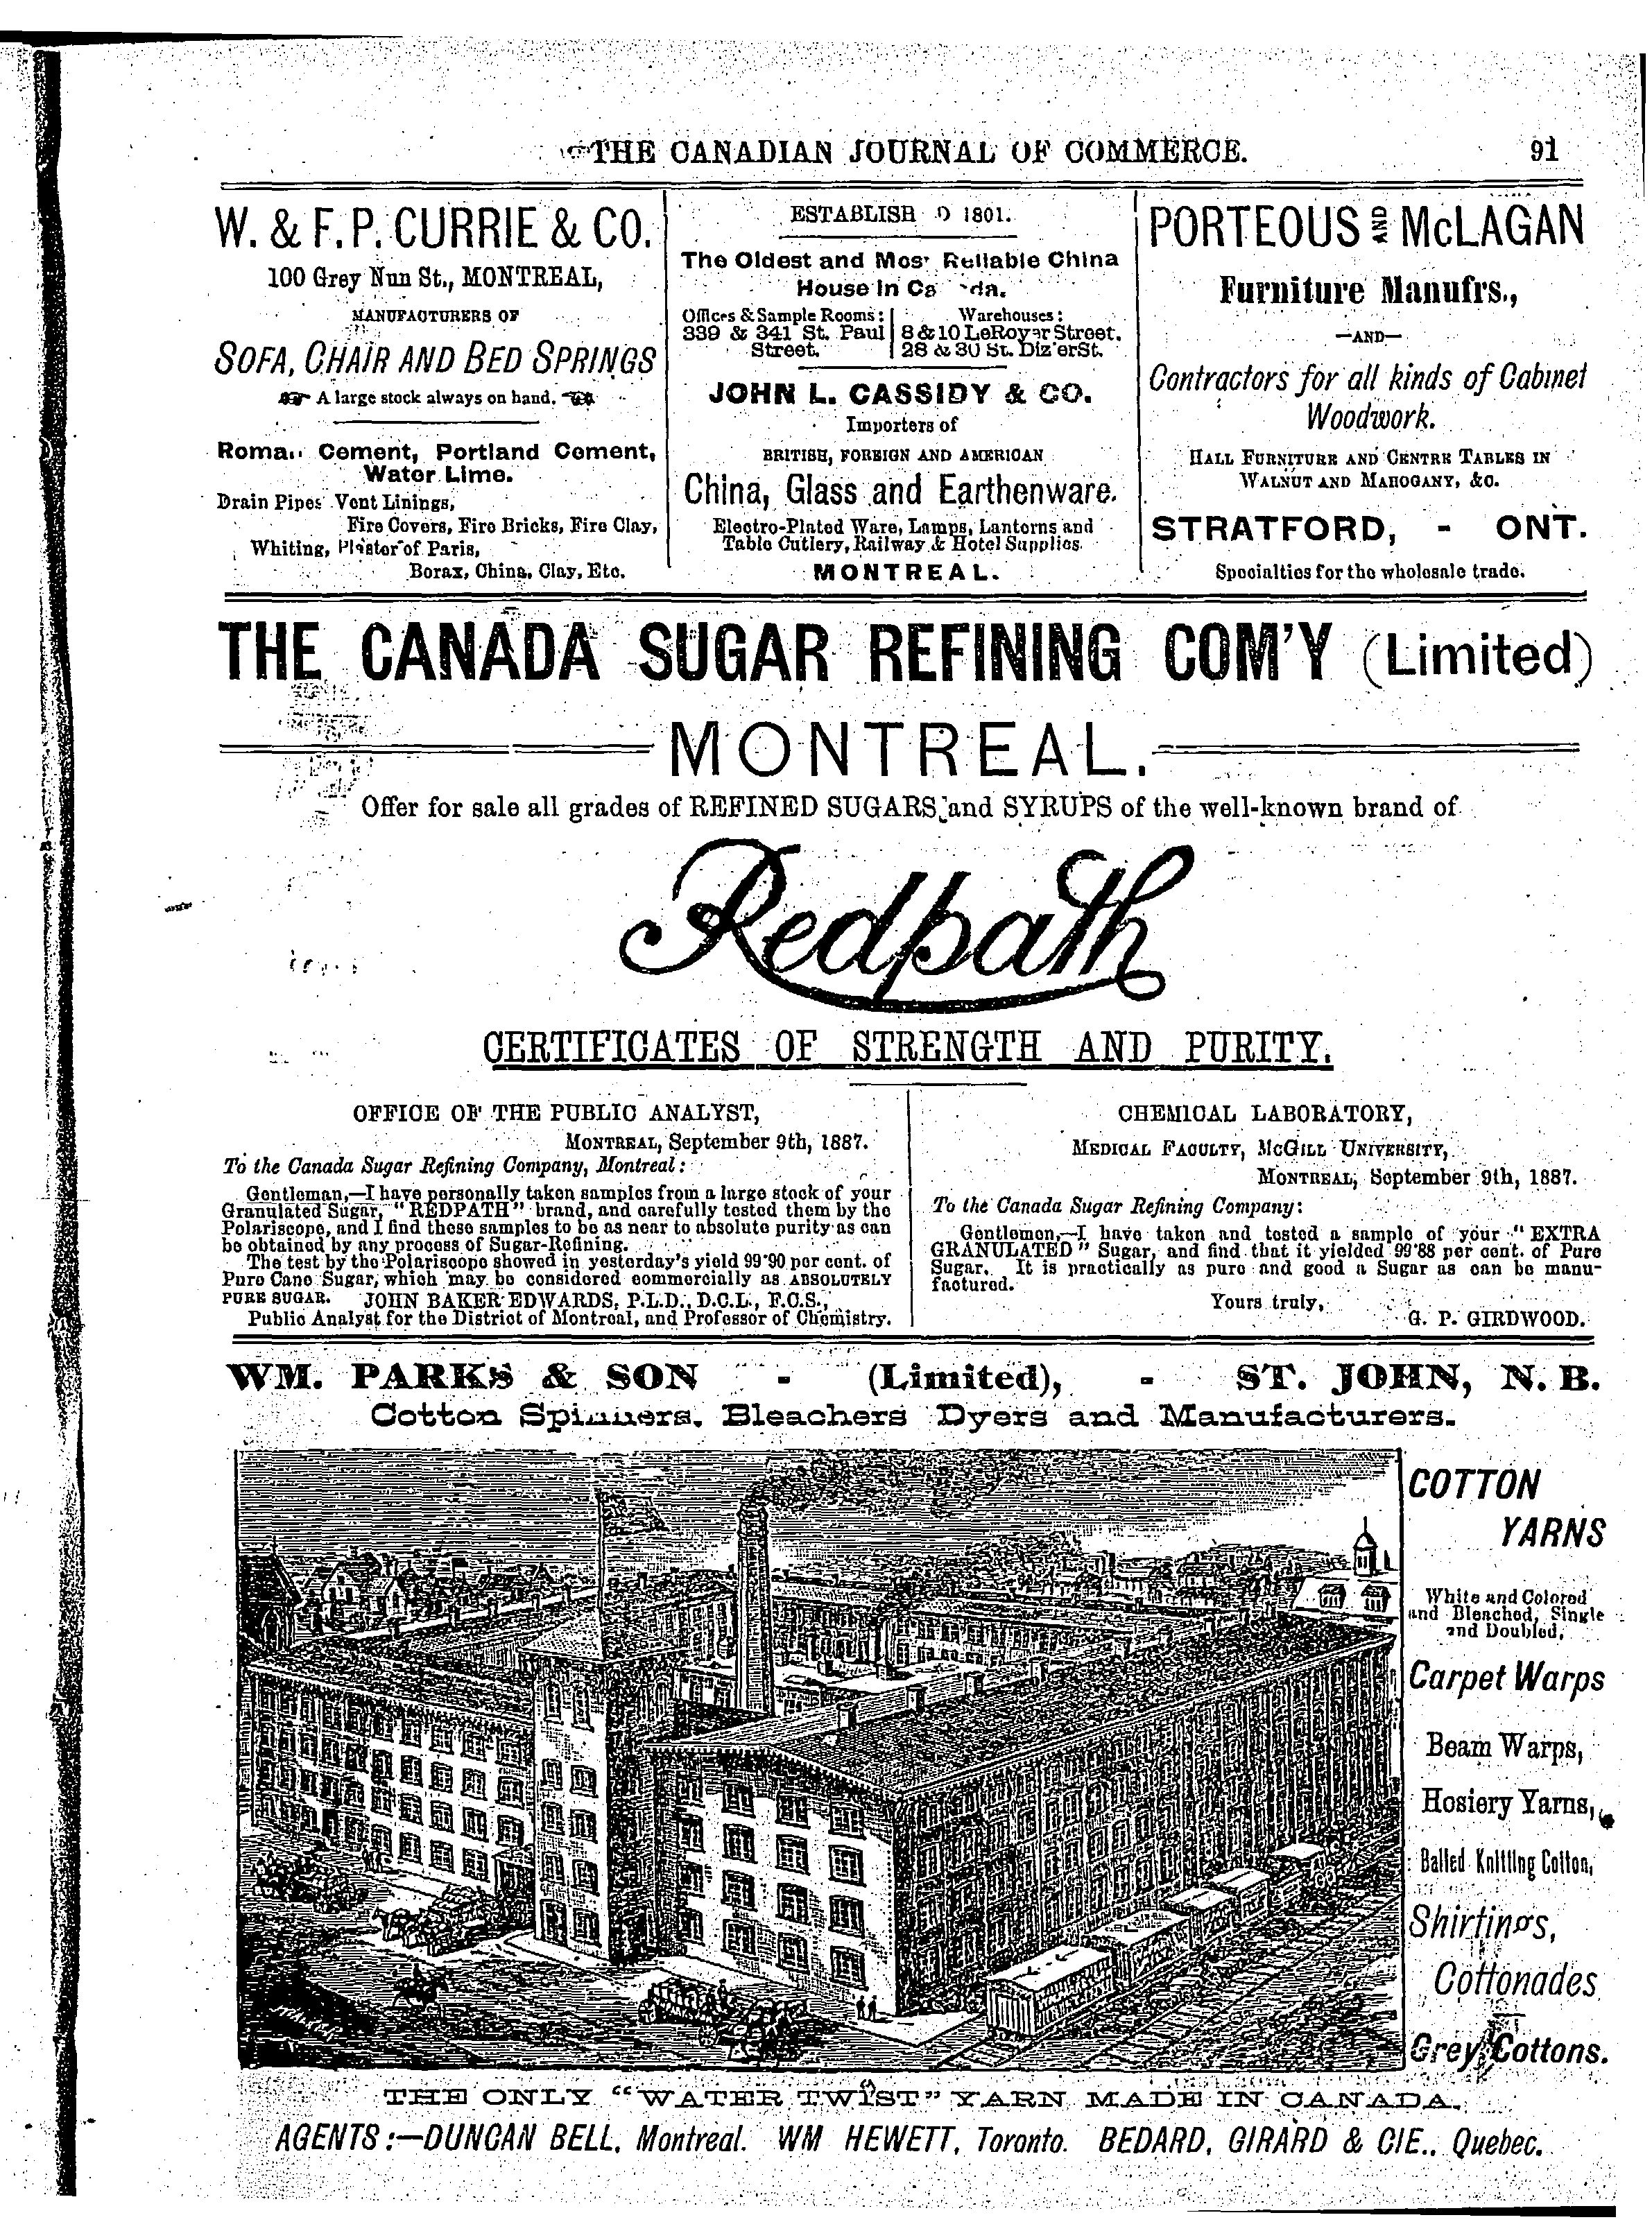 THE CANADIAN JOURNAL OF COMMERCE. 91
W. & F. P. CURRIE & CO.
100 Grey Nun St., MONTREAL,
MANUFACTURERS OF
SOFA, CHAIR AND BED SPRINGS
A large stock always on hand.
Roman Cement, Portland Cement,
Water Lime.
Drain Pipes Vent Linings,
Fire Covers, Fire Bricks, Fire Clay,
Whiting, Plaster of Paris,
Borax, China, Clay, Etc.
ESTABLISHED 1801.
The Oldest and Most Reliable China
House in Canada.
Offices & Sample Rooms:
339 & 341 St. Paul
Street.
Warehouses:
8 & 10 LeRoyer Street.
28 & 30 St. Dizier St.
JOHN L. CASSIDY & CO.
Importers of
BRITISH, FOREIGN AND AMERICAN
China, Glass and Earthenware.
Electro-Plated Ware, Lamps, Lanterns and
Table Cutlery, Railway & Hotel Supplies.
MONTREAL.
PORTEOUS AND McLAGAN
Furniture Manufrs.,
—AND—
Contractors for all kinds of Cabinet
Woodwork.
HALL FURNITURE AND CENTRE TABLES IN
WALNUT AND MAHOGANY, &C.
STRATFORD, - ONT.
Specialties for the wholesale trade.
THE CANADA SUGAR REFINING COM'Y (Limited)
MONTREAL.
Offer for sale all grades of REFINED SUGARS and SYRUPS of the well-known brand of
Redpath
CERTIFICATES OF STRENGTH AND PURITY.
OFFICE OF THE PUBLIC ANALYST,
MONTREAL, September 9th, 1887.
To the Canada Sugar Refining Company, Montreal:
Gentleman,—I have personally taken samples from a large stock of your
Granulated Sugar, "REDPATH" brand, and carefully tested them by the
Polariscope, and I find these samples to be as near to absolute purity as can
be obtained by any process of Sugar-Refining.
The test by the Polariscope showed in yesterday's yield 99·90 per cent. of
Pure Cane Sugar, which may be considered commercially as ABSOLUTELY
PURE SUGAR. JOHN BAKER EDWARDS, P.L.D., D.C.L., F.C.S.,
Public Analyst for the District of Montreal, and Professor of Chemistry.
CHEMICAL LABORATORY,
MEDICAL FACULTY, McGILL UNIVERSITY,
MONTREAL, September 9th, 1887.
To the Canada Sugar Refining Company:
Gentlemen,—I have taken and tested a sample of your "EXTRA
GRANULATED" Sugar, and find that it yielded 99·88 per cent. of Pure
Sugar. It is practically as pure and good a Sugar as can be manu-
factured.
Yours truly,
G. P. GIRDWOOD.
WM. PARKS & SON - (Limited), - ST. JOHN, N. B.
Cotton Spinners, Bleachers Dyers and Manufacturers.
COTTON
YARNS
White and Colored
and Bleached, Single
and Doubled,
Carpet Warps
Beam Warps,
Hosiery Yarns,
Balled Knitting Cotton,
Shirtings,
Cottonades
Grey Cottons.
THE ONLY "WATER TWIST" YARN MADE IN CANADA.
AGENTS:—DUNCAN BELL, Montreal. WM HEWETT, Toronto. BEDARD, GIRARD & CIE., Quebec.